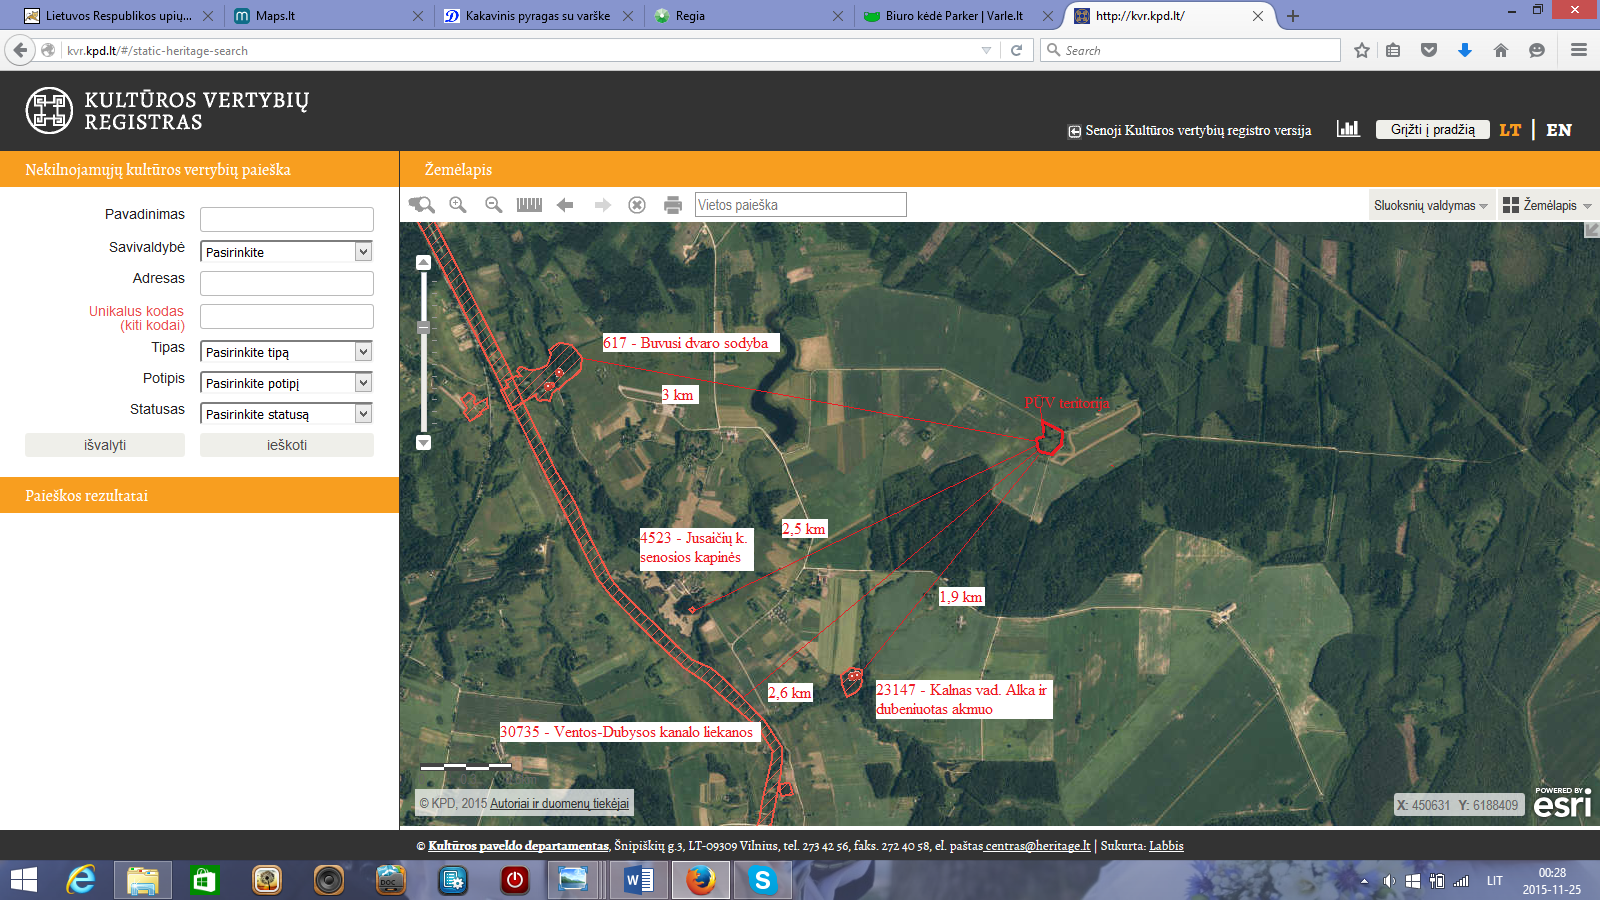 Lietuvos Respublikos upių...
Maps.lt
Kakavinis pyragas su varške
Regia
Biuro kėdė Parker | Varle.lt
http://kvr.kpd.lt/
kvr.kpd.lt/#/static-heritage-search
Search
KULTŪROS VERTYBIŲ
REGISTRAS
Senoji Kultūros vertybių registro versija
Grįžti į pradžią
LT | EN
Nekilnojamųjų kultūros vertybių paieška
Žemėlapis
Pavadinimas
Savivaldybė
Pasirinkite
Adresas
Unikalus kodas
(kiti kodai)
Tipas
Pasirinkite tipą
Potipis
Pasirinkite potipį
Statusas
Pasirinkite statusą
išvalyti
ieškoti
Paieškos rezultatai
Vietos paieška
Sluoksnių valdymas
Žemėlapis
617 - Buvusi dvaro sodyba
3 km
PŪV teritorija
2,5 km
4523 - Jusaičių k.
senosios kapinės
1,9 km
2,6 km
23147 - Kalnas vad. Alka ir
dubeniuotas akmuo
30735 - Ventos-Dubysos kanalo liekanos
© KPD, 2015 Autoriai ir duomenų tiekėjai
X: 450631 Y: 6188409
POWERED BY
esri
© Kultūros paveldo departamentas, Šnipiškių g.3, LT-09309 Vilnius, tel. 273 42 56, faks. 272 40 58, el. paštas centras@heritage.lt | Sukurta: Labbis
DOC
LIT
00:28
2015-11-25